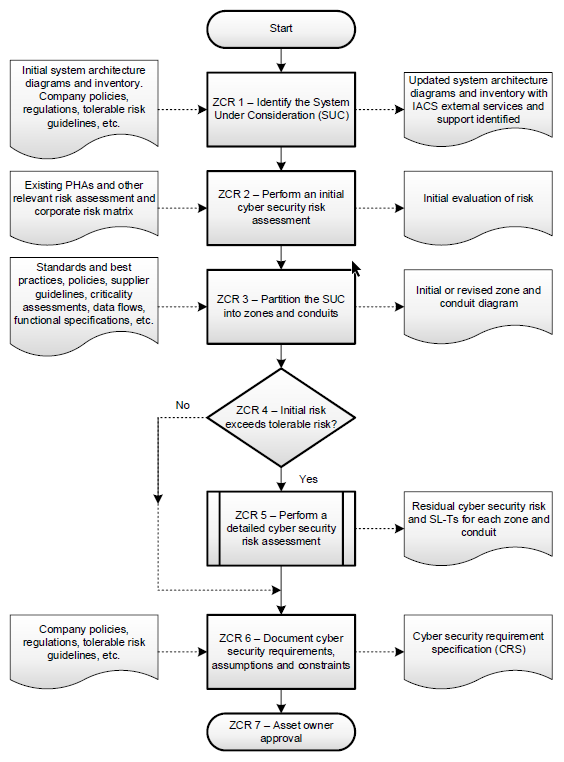 Start
Initial system architecture
diagrams and inventory.
Company policies,
regulations, tolerable risk
guidelines, etc.
ZCR 1 – Identify the System
Under Consideration (SUC)
Updated system architecture
diagrams and inventory with
IACS external services and
support identified
Existing PHAs and other
relevant risk assessment and
corporate risk matrix
ZCR 2 – Perform an initial
cyber security risk
assessment
Initial evaluation of risk
Standards and best
practices, policies, supplier
guidelines, criticality
assessments, data flows,
functional specifications, etc.
ZCR 3 – Partition the SUC
into zones and conduits
Initial or revised zone and
conduit diagram
ZCR 4 – Initial risk
exceeds tolerable risk?
No
Yes
ZCR 5 – Perform a
detailed cyber security
risk assessment
Residual cyber security risk
and SL-Ts for each zone and
conduit
Company policies,
regulations, tolerable risk
guidelines, etc.
ZCR 6 – Document cyber
security requirements,
assumptions and constraints
Cyber security requirement
specification (CRS)
ZCR 7 – Asset owner
approval